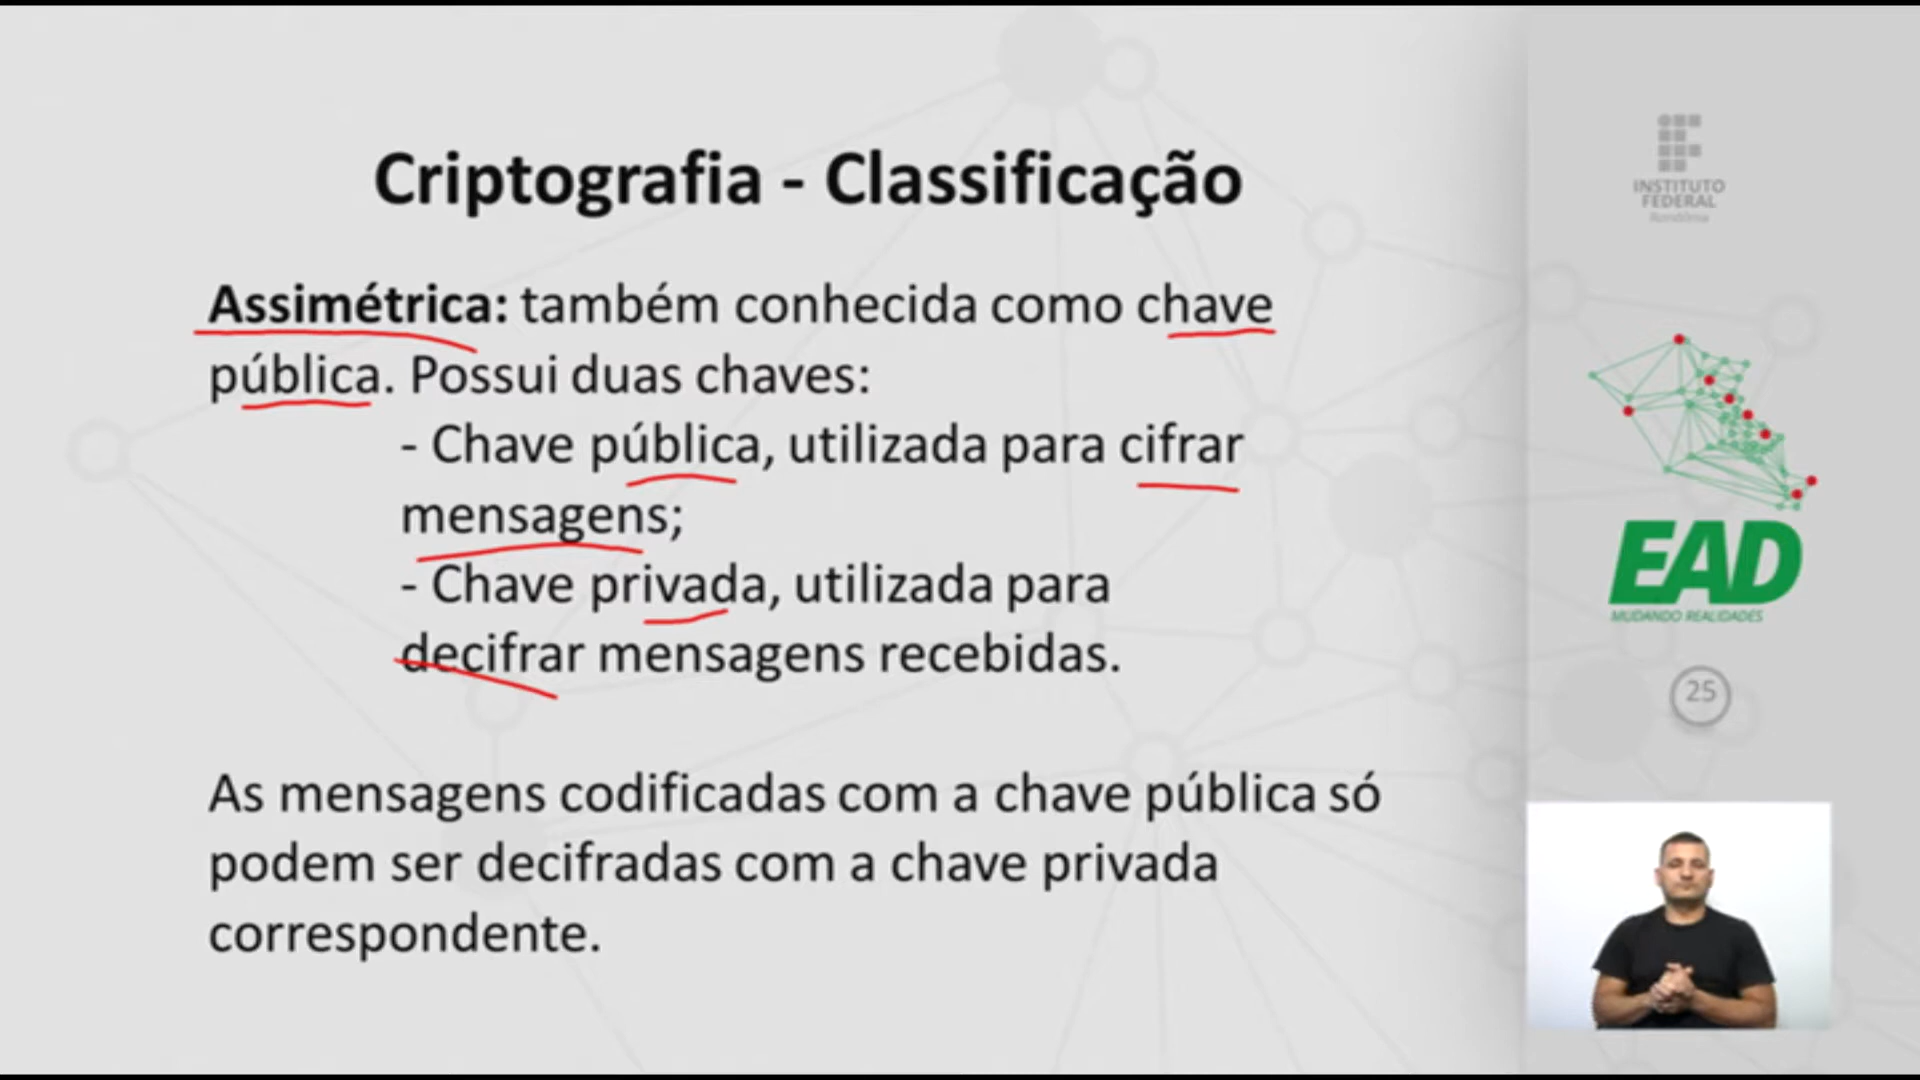 Criptografia - Classificação
Assimétrica: também conhecida como chave
pública. Possui duas chaves:
- Chave pública, utilizada para cifrar
mensagens;
- Chave privada, utilizada para
decifrar mensagens recebidas.
As mensagens codificadas com a chave pública só
podem ser decifradas com a chave privada
correspondente.
INSTITUTO
FEDERAL
Rondônia
EAD
MUDANDO REALIDADES
25